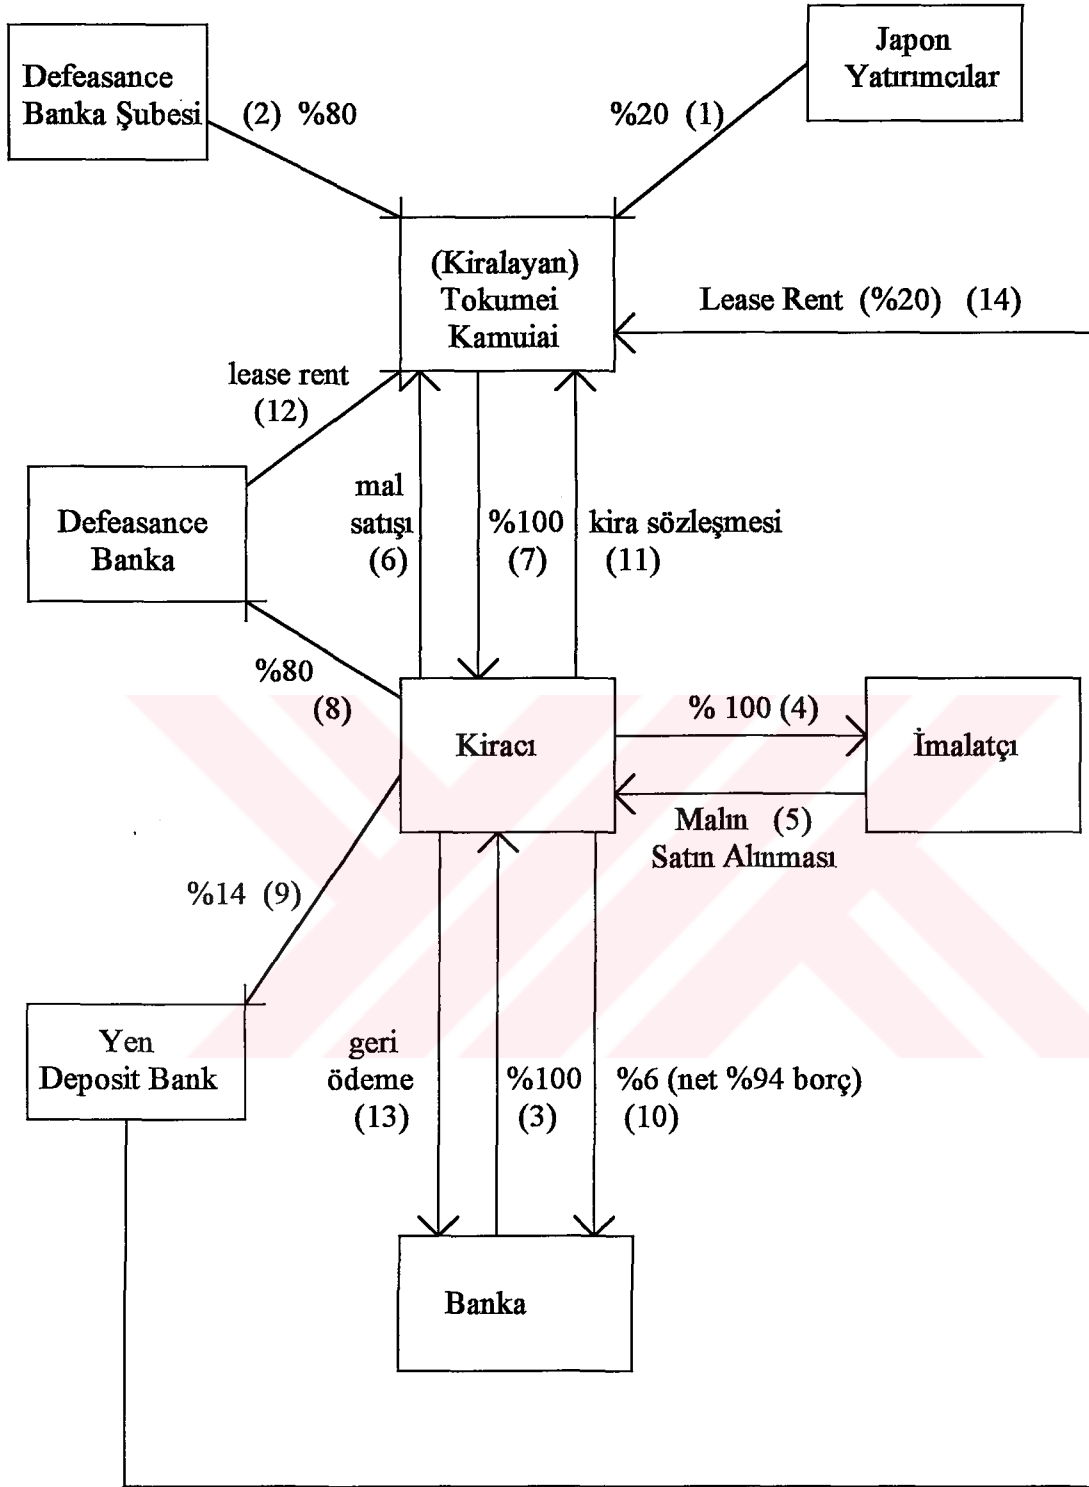 Japon
Yatırımcılar
Defeasance
Banka Şubesi
(2) %80
%20 (1)
(Kiralayan)
Tokumei
Kamuiai
Lease Rent (%20) (14)
lease rent
(12)
Defeasance
Banka
mal
satışı
(6)
%100
(7)
kira sözleşmesi
(11)
%80
(8)
Kiracı
% 100 (4)
İmalatçı
Malın (5)
Satın Alınması
%14 (9)
Yen
Deposit Bank
geri
ödeme
(13)
%100
(3)
%6 (net %94 borç)
(10)
Banka